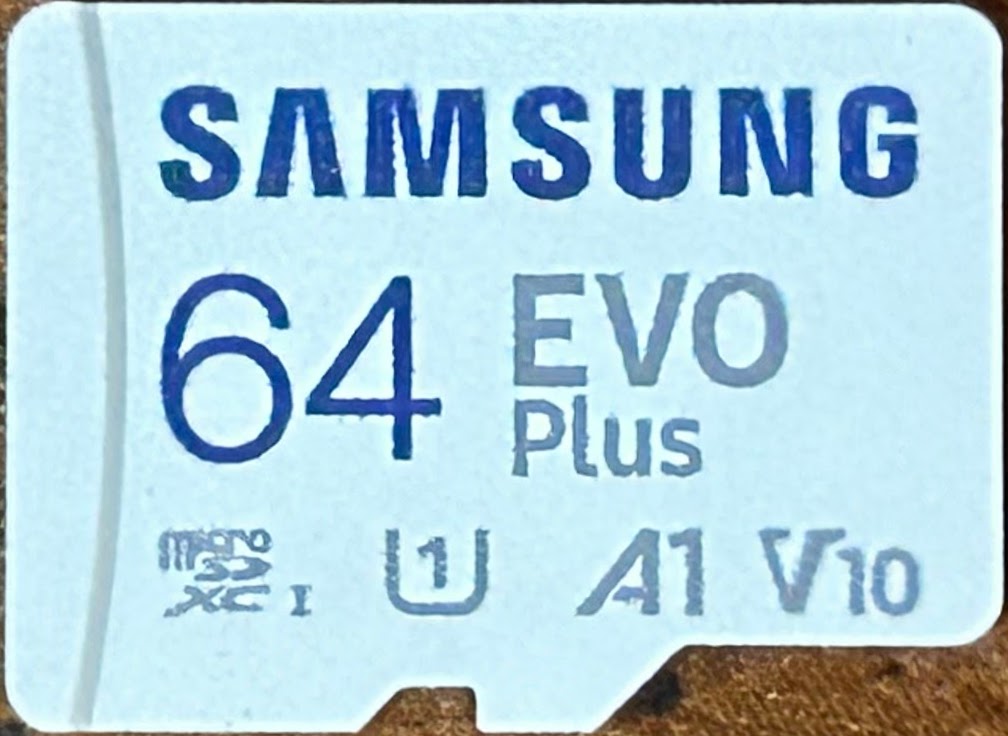 SAMSUNG
64 EVO
Plus
micro
SD
XC I U1 A1 V10